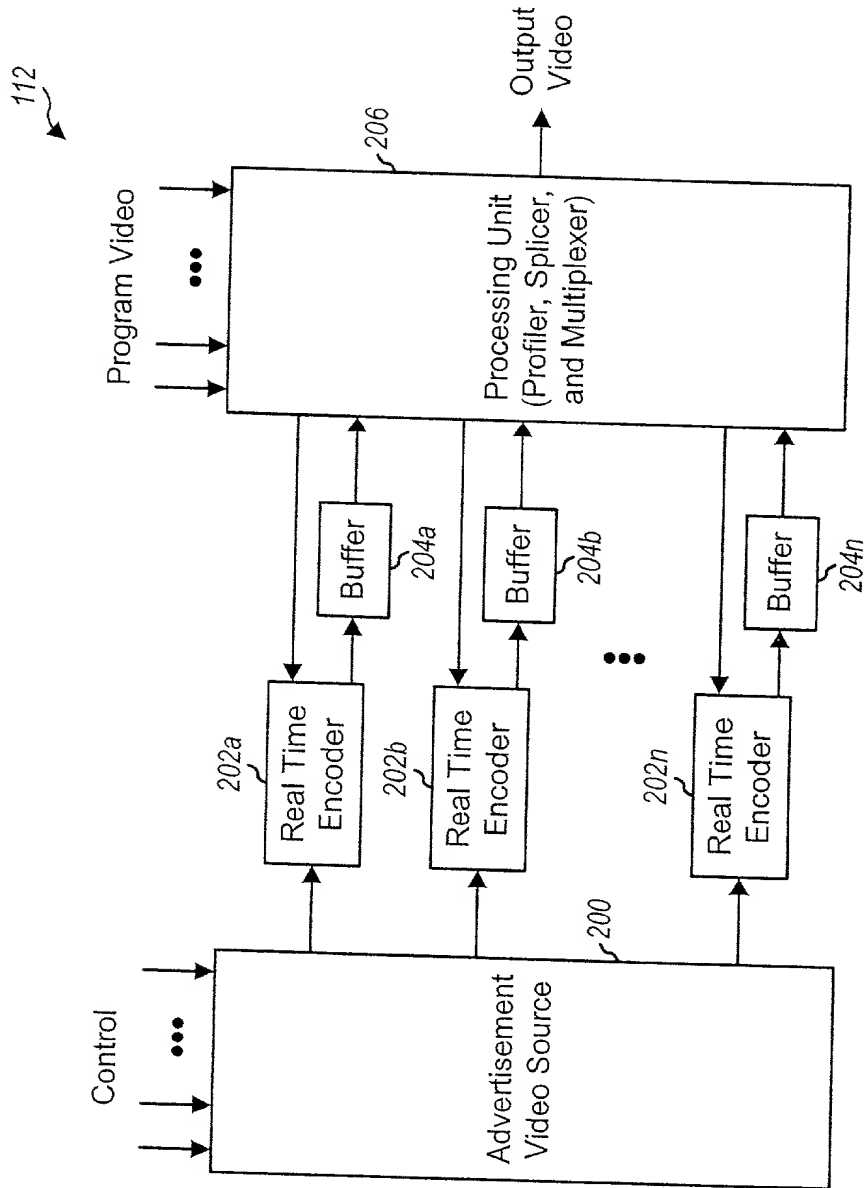 112
Control
•••
Program Video
•••
Advertisement
Video Source
200
202a
Real Time
Encoder
Buffer
204a
202b
Real Time
Encoder
Buffer
204b
•••
202n
Real Time
Encoder
Buffer
204n
206
Processing Unit
(Profiler, Splicer,
and Multiplexer)
Output
Video